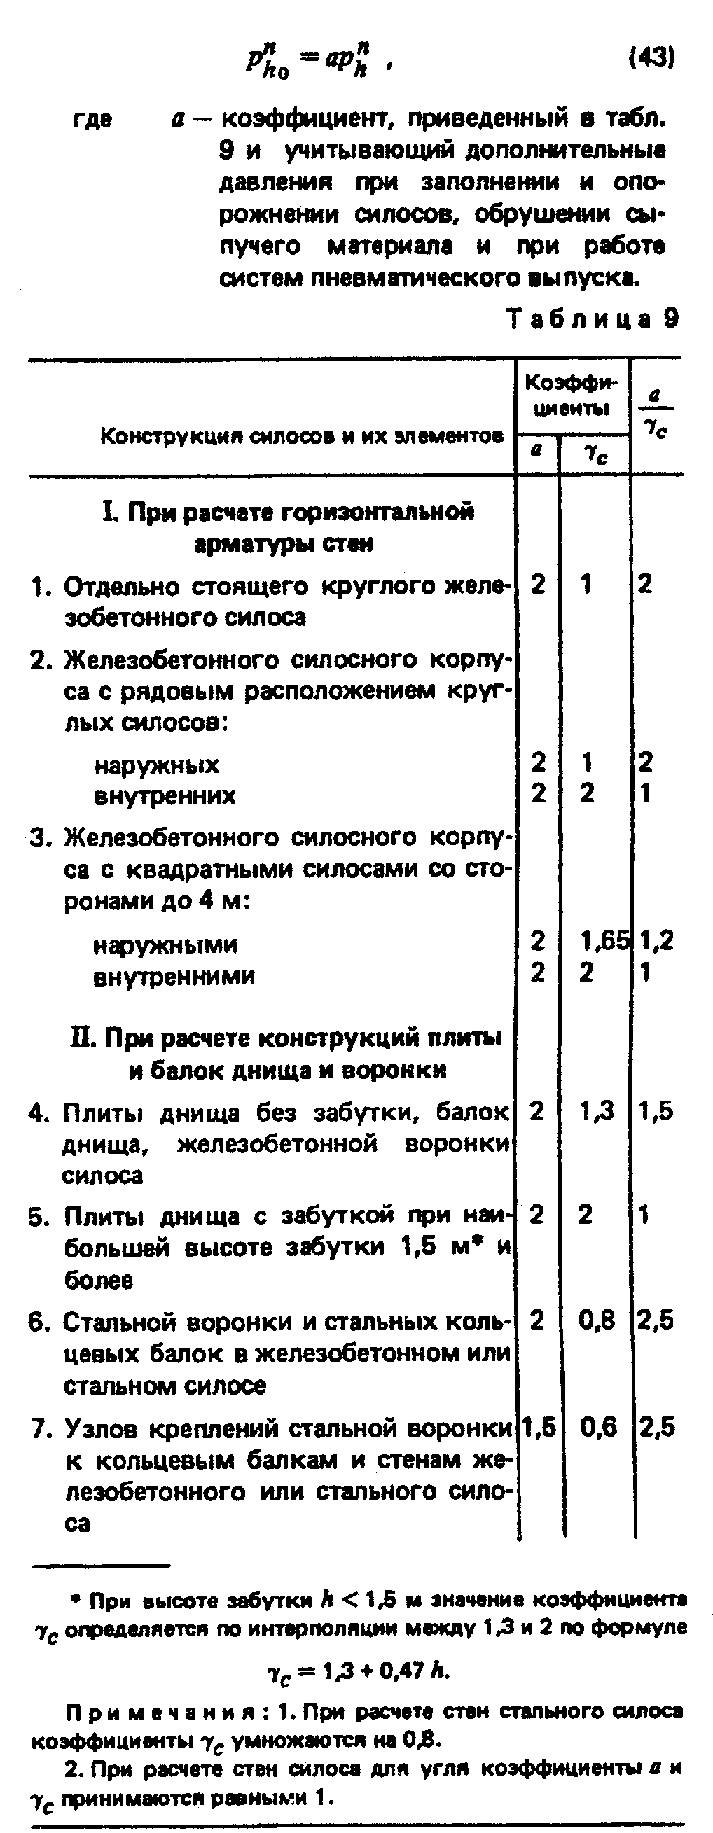 pⁿₕ₀ = apⁿₕ , (43)
где a — коэффициент, приведенный в табл.
9 и учитывающий дополнительные
давления при заполнении и опо-
рожнении силосов, обрушении сы-
пучего материала и при работе
систем пневматического выпуска.
Таблица 9
Конструкция силосов и их элементов
Коэффи-
циенты
a
γc
a
γc
I. При расчете горизонтальной
арматуры стен
1. Отдельно стоящего круглого желе- 2 1 2
зобетонного силоса
2. Железобетонного силосного корпу-
са с рядовым расположением круг-
лых силосов:
наружных 2 1 2
внутренних 2 2 1
3. Железобетонного силосного корпу-
са с квадратными силосами со сто-
ронами до 4 м:
наружными 2 1,65 1,2
внутренними 2 2 1
II. При расчете конструкций плиты
и балок днища и воронки
4. Плиты днища без забутки, балок 2 1,3 1,5
днища, железобетонной воронки
силоса
5. Плиты днища с забуткой при наи- 2 2 1
большей высоте забутки 1,5 м* и
более
6. Стальной воронки и стальных коль- 2 0,8 2,5
цевых балок в железобетонном или
стальном силосе
7. Узлов креплений стальной воронки 1,5 0,6 2,5
к кольцевым балкам и стенам же-
лезобетонного или стального сило-
са
* При высоте забутки h < 1,5 м значение коэффициента
γc определяется по интерполяции между 1,3 и 2 по формуле
γc = 1,3 + 0,47 h.
Примечания: 1. При расчете стен стального силоса
коэффициенты γc умножаются на 0,8.
2. При расчете стен силоса для угля коэффициенты a и
γc принимаются равными 1.